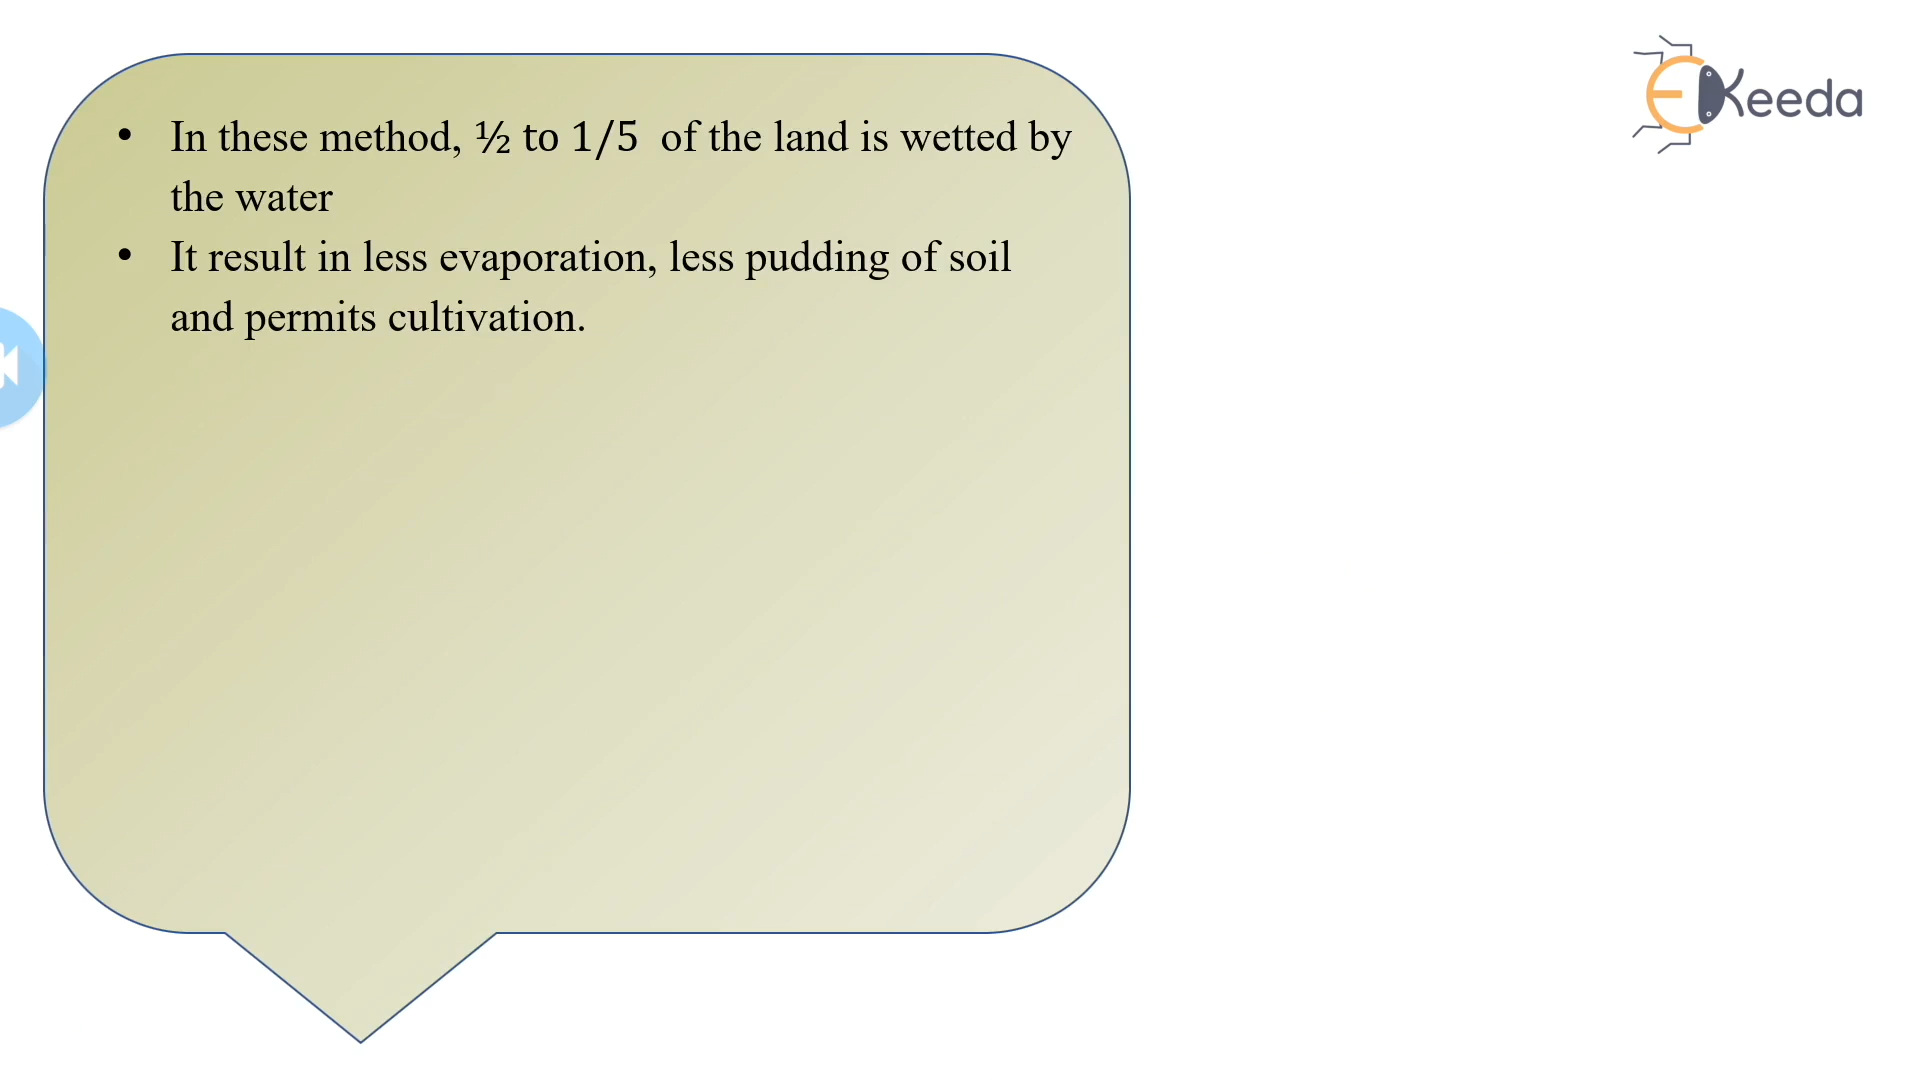 • In these method, ½ to 1/5 of the land is wetted by
the water
• It result in less evaporation, less pudding of soil
and permits cultivation.
EKeeda